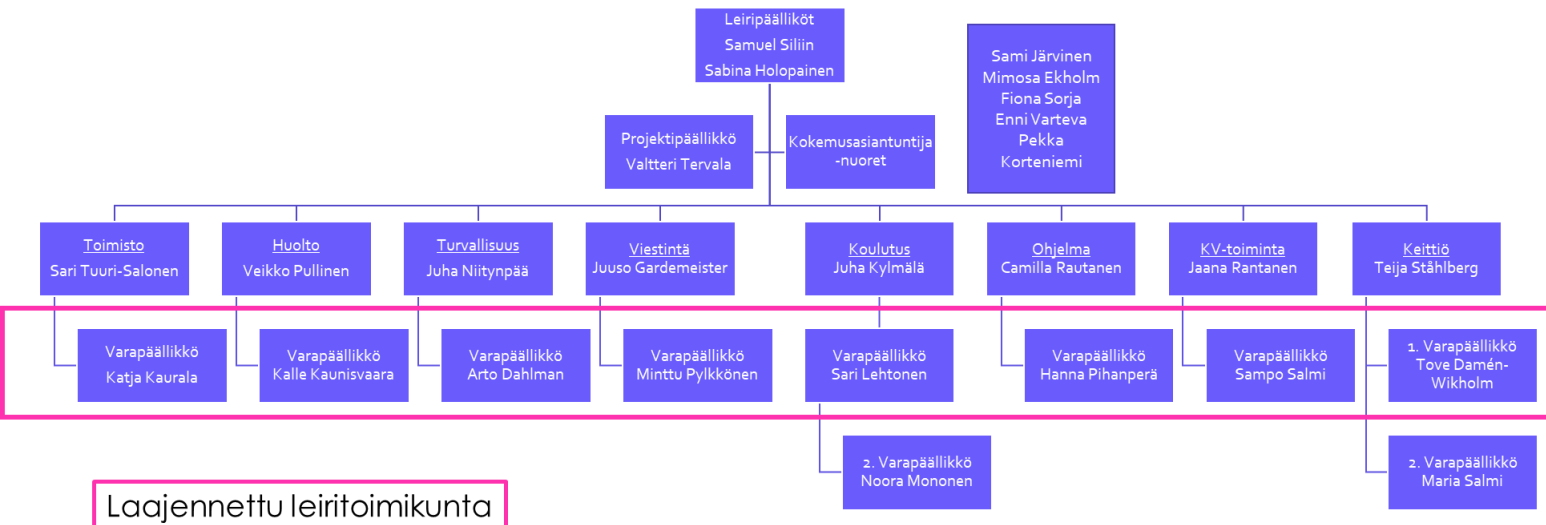 Leiripäälliköt
Samuel Siliin
Sabina Holopainen
Sami Järvinen
Mimosa Ekholm
Fiona Sorja
Enni Varteva
Pekka
Korteniemi
Projektipäällikkö
Valtteri Tervala
Kokemusasiantuntija
-nuoret
Toimisto
Sari Tuuri-Salonen
Huolto
Veikko Pullinen
Turvallisuus
Juha Niitynpää
Viestintä
Juuso Gardemeister
Koulutus
Juha Kylmälä
Ohjelma
Camilla Rautanen
KV-toiminta
Jaana Rantanen
Keittiö
Teija Ståhlberg
Varapäällikkö
Katja Kaurala
Varapäällikkö
Kalle Kaunisvaara
Varapäällikkö
Arto Dahlman
Varapäällikkö
Minttu Pylkkönen
Varapäällikkö
Sari Lehtonen
Varapäällikkö
Hanna Pihanperä
Varapäällikkö
Sampo Salmi
1. Varapäällikkö
Tove Damén-
Wikholm
2. Varapäällikkö
Noora Mononen
2. Varapäällikkö
Maria Salmi
Laajennettu leiritoimikunta